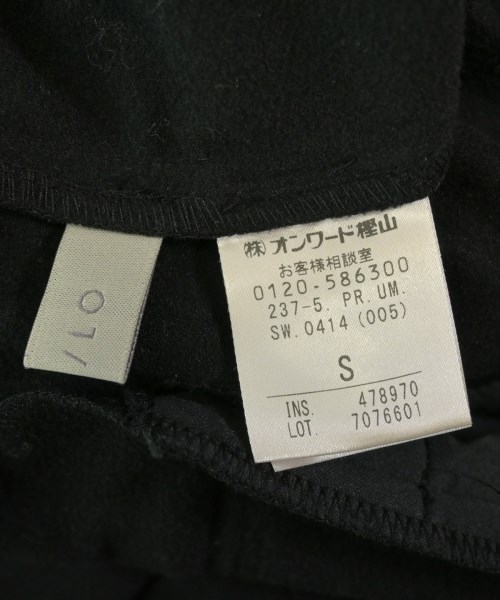 ㈱オンワード樫山
お客様相談室
0120-586300
237-5. PR.UM.
SW.0414 (005)
S
INS. 478970
LOT. 7076601